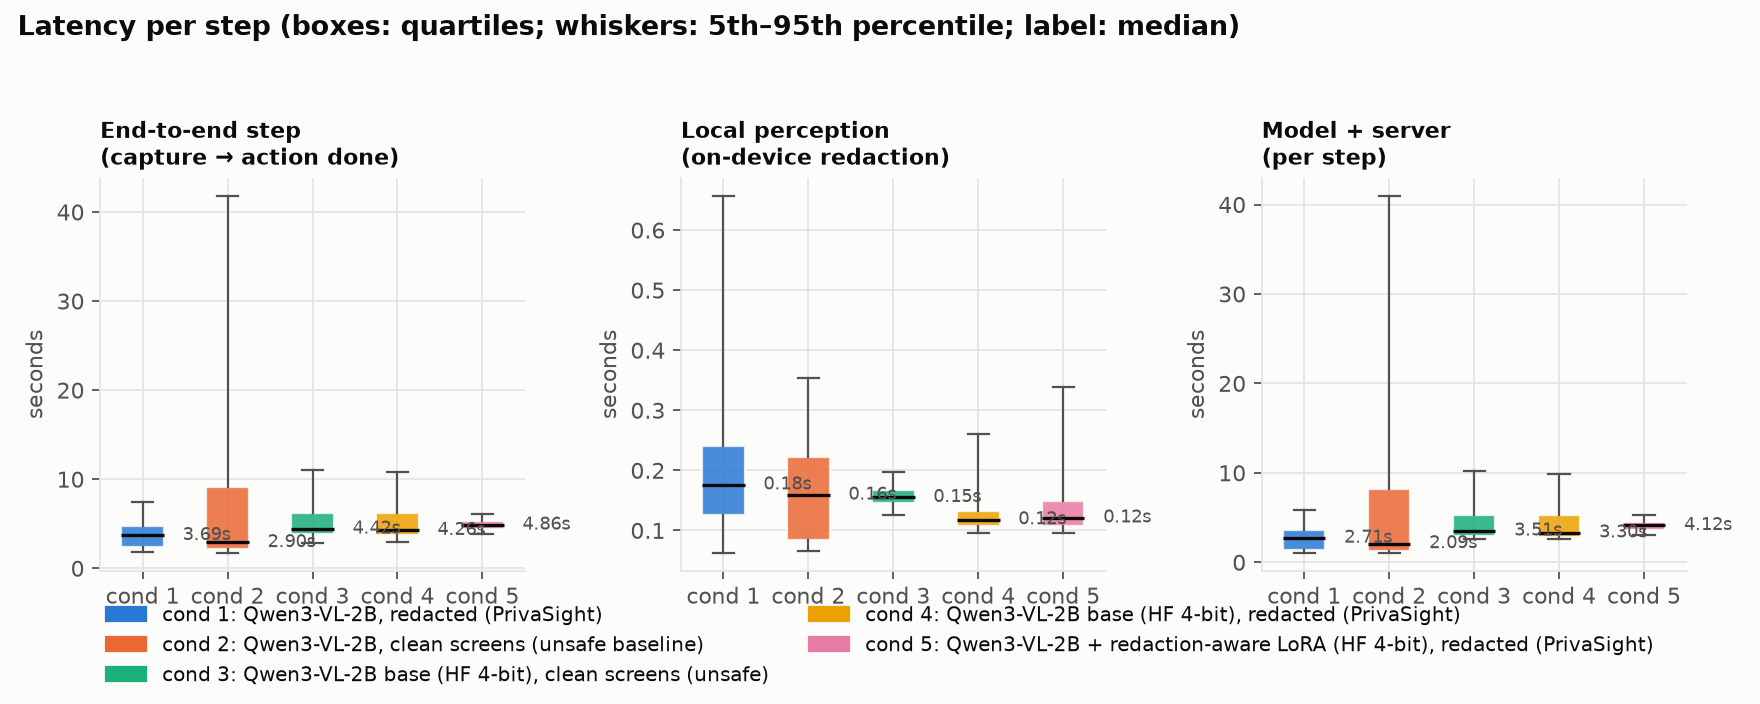 Latency per step (boxes: quartiles; whiskers: 5th–95th percentile; label: median)
End-to-end step
(capture → action done)
seconds
40
30
20
10
0
3.69s
2.90s
4.42s
4.26s
4.86s
cond 1
cond 2
cond 3
cond 4
cond 5
Local perception
(on-device redaction)
seconds
0.6
0.5
0.4
0.3
0.2
0.1
0.18s
0.16s
0.15s
0.12s
0.12s
cond 1
cond 2
cond 3
cond 4
cond 5
Model + server
(per step)
seconds
40
30
20
10
0
2.71s
2.09s
3.51s
3.30s
4.12s
cond 1
cond 2
cond 3
cond 4
cond 5
cond 1: Qwen3-VL-2B, redacted (PrivaSight)
cond 2: Qwen3-VL-2B, clean screens (unsafe baseline)
cond 3: Qwen3-VL-2B base (HF 4-bit), clean screens (unsafe)
cond 4: Qwen3-VL-2B base (HF 4-bit), redacted (PrivaSight)
cond 5: Qwen3-VL-2B + redaction-aware LoRA (HF 4-bit), redacted (PrivaSight)